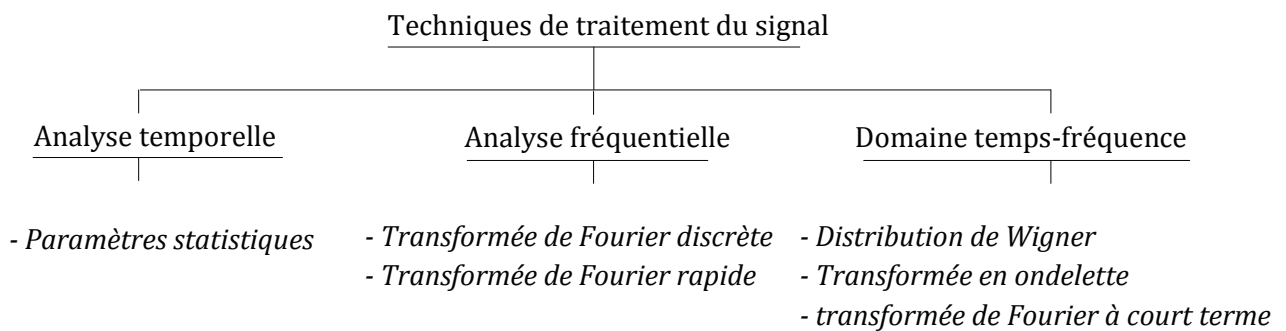 Techniques de traitement du signal
Analyse temporelle
Analyse fréquentielle
Domaine temps-fréquence
- Paramètres statistiques
- Transformée de Fourier discrète
- Transformée de Fourier rapide
- Distribution de Wigner
- Transformée en ondelette
- transformée de Fourier à court terme